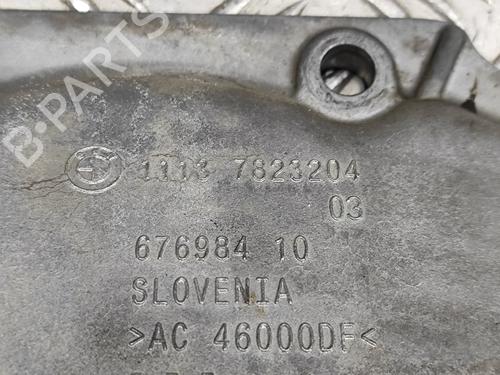 B-PARTS
1113 7823204
03
676984 10
SLOVENIA
>AC 46000DF<